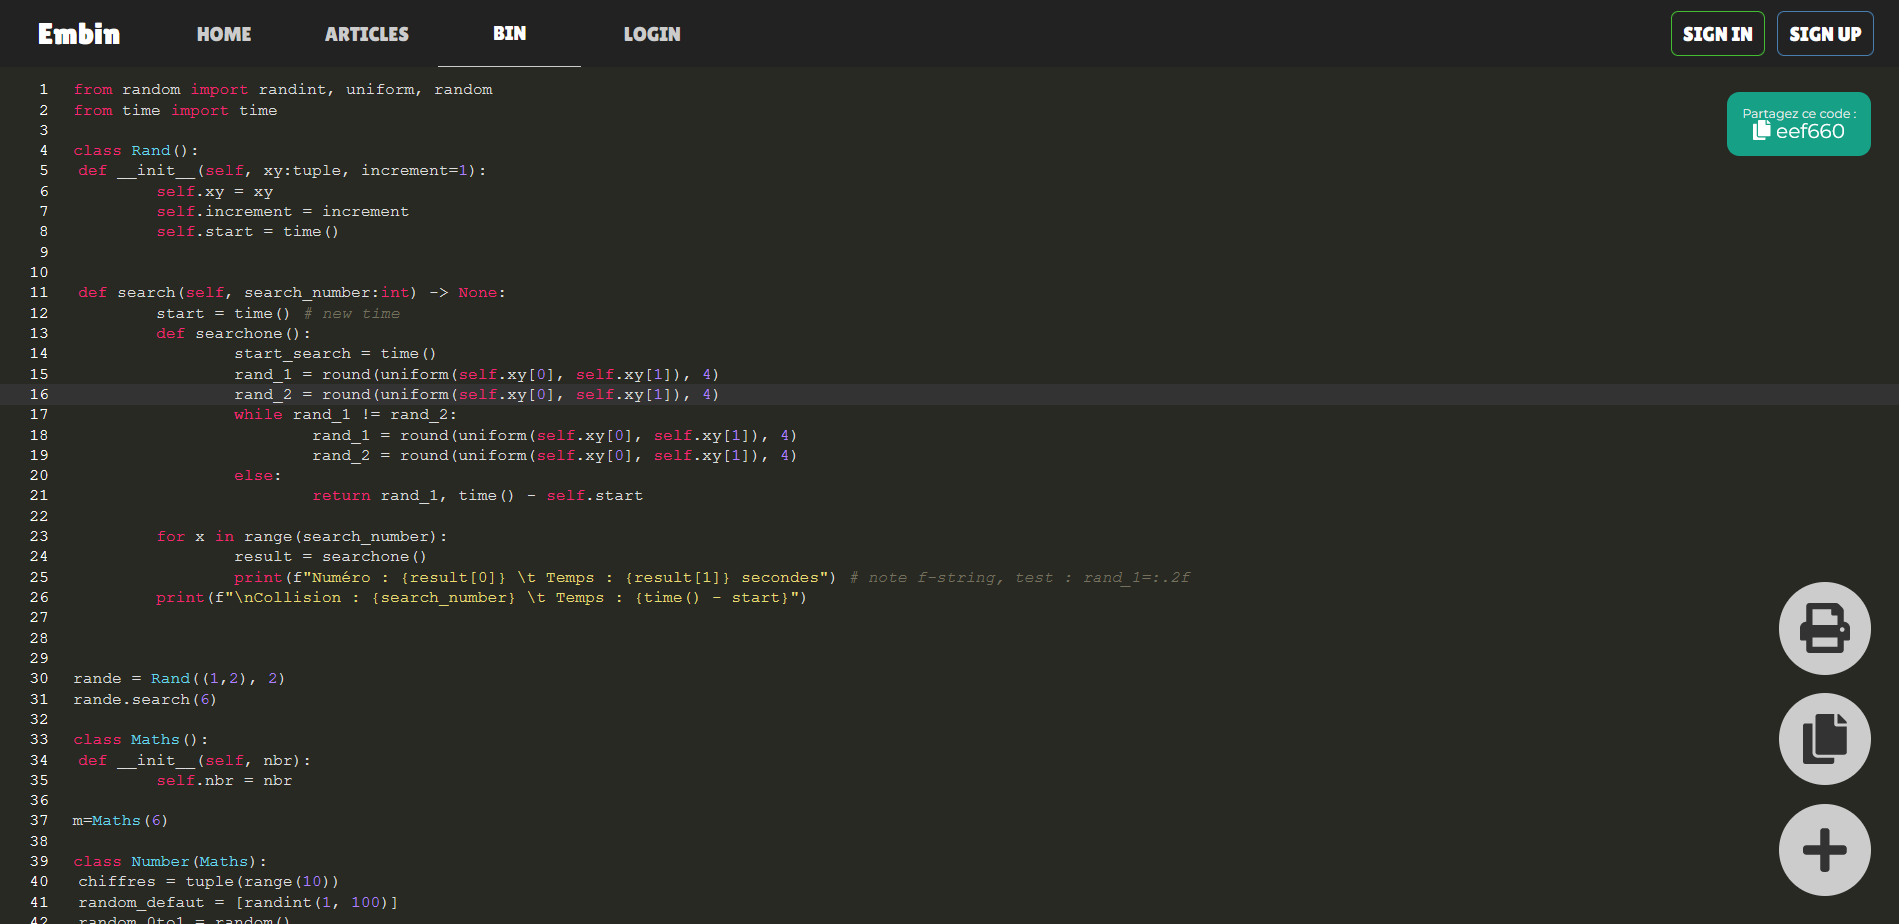 Embin HOME ARTICLES BIN LOGIN SIGN IN SIGN UP
Partagez ce code :
eef660
1 from random import randint, uniform, random
2 from time import time
3
4 class Rand():
5 def __init__(self, xy:tuple, increment=1):
6 self.xy = xy
7 self.increment = increment
8 self.start = time()
9
10
11 def search(self, search_number:int) -> None:
12 start = time() # new time
13 def searchone():
14 start_search = time()
15 rand_1 = round(uniform(self.xy[0], self.xy[1]), 4)
16 rand_2 = round(uniform(self.xy[0], self.xy[1]), 4)
17 while rand_1 != rand_2:
18 rand_1 = round(uniform(self.xy[0], self.xy[1]), 4)
19 rand_2 = round(uniform(self.xy[0], self.xy[1]), 4)
20 else:
21 return rand_1, time() - self.start
22
23 for x in range(search_number):
24 result = searchone()
25 print(f"Numéro : {result[0]} \t Temps : {result[1]} secondes") # note f-string, test : rand_1=:.2f
26 print(f"\nCollision : {search_number} \t Temps : {time() - start}")
27
28
29
30 rande = Rand((1,2), 2)
31 rande.search(6)
32
33 class Maths():
34 def __init__(self, nbr):
35 self.nbr = nbr
36
37 m=Maths(6)
38
39 class Number(Maths):
40 chiffres = tuple(range(10))
41 random_defaut = [randint(1, 100)]
42 random_0to1 = random()